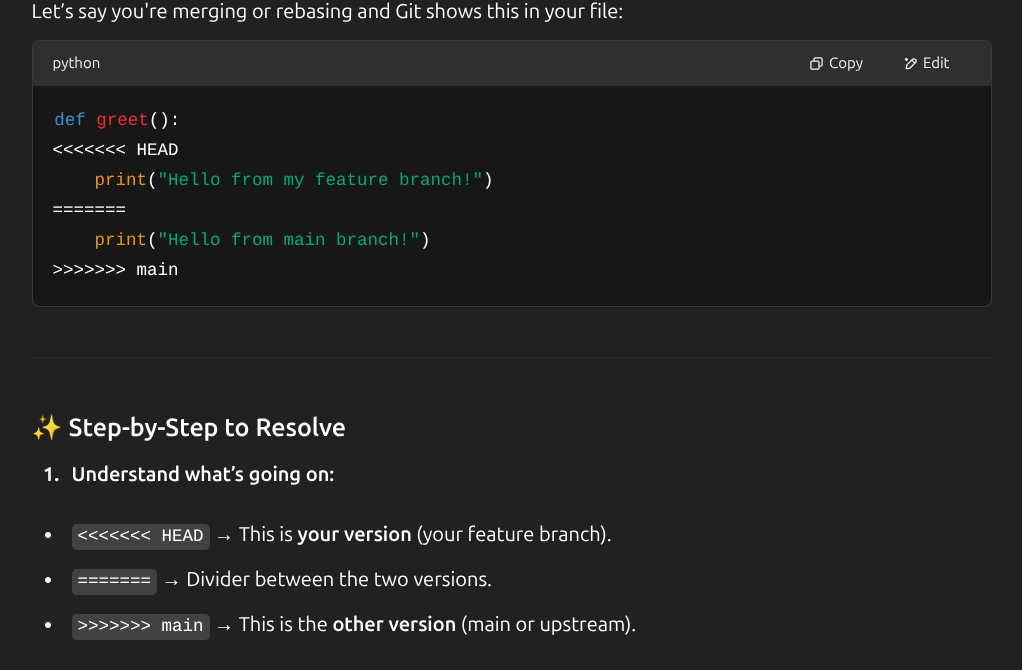 Let’s say you're merging or rebasing and Git shows this in your file:
python Copy Edit
def greet():
<<<<<<< HEAD
    print("Hello from my feature branch!")
=======
    print("Hello from main branch!")
>>>>>>> main
✨ Step-by-Step to Resolve
1. Understand what’s going on:
• <<<<<<< HEAD → This is your version (your feature branch).
• ======= → Divider between the two versions.
• >>>>>>> main → This is the other version (main or upstream).